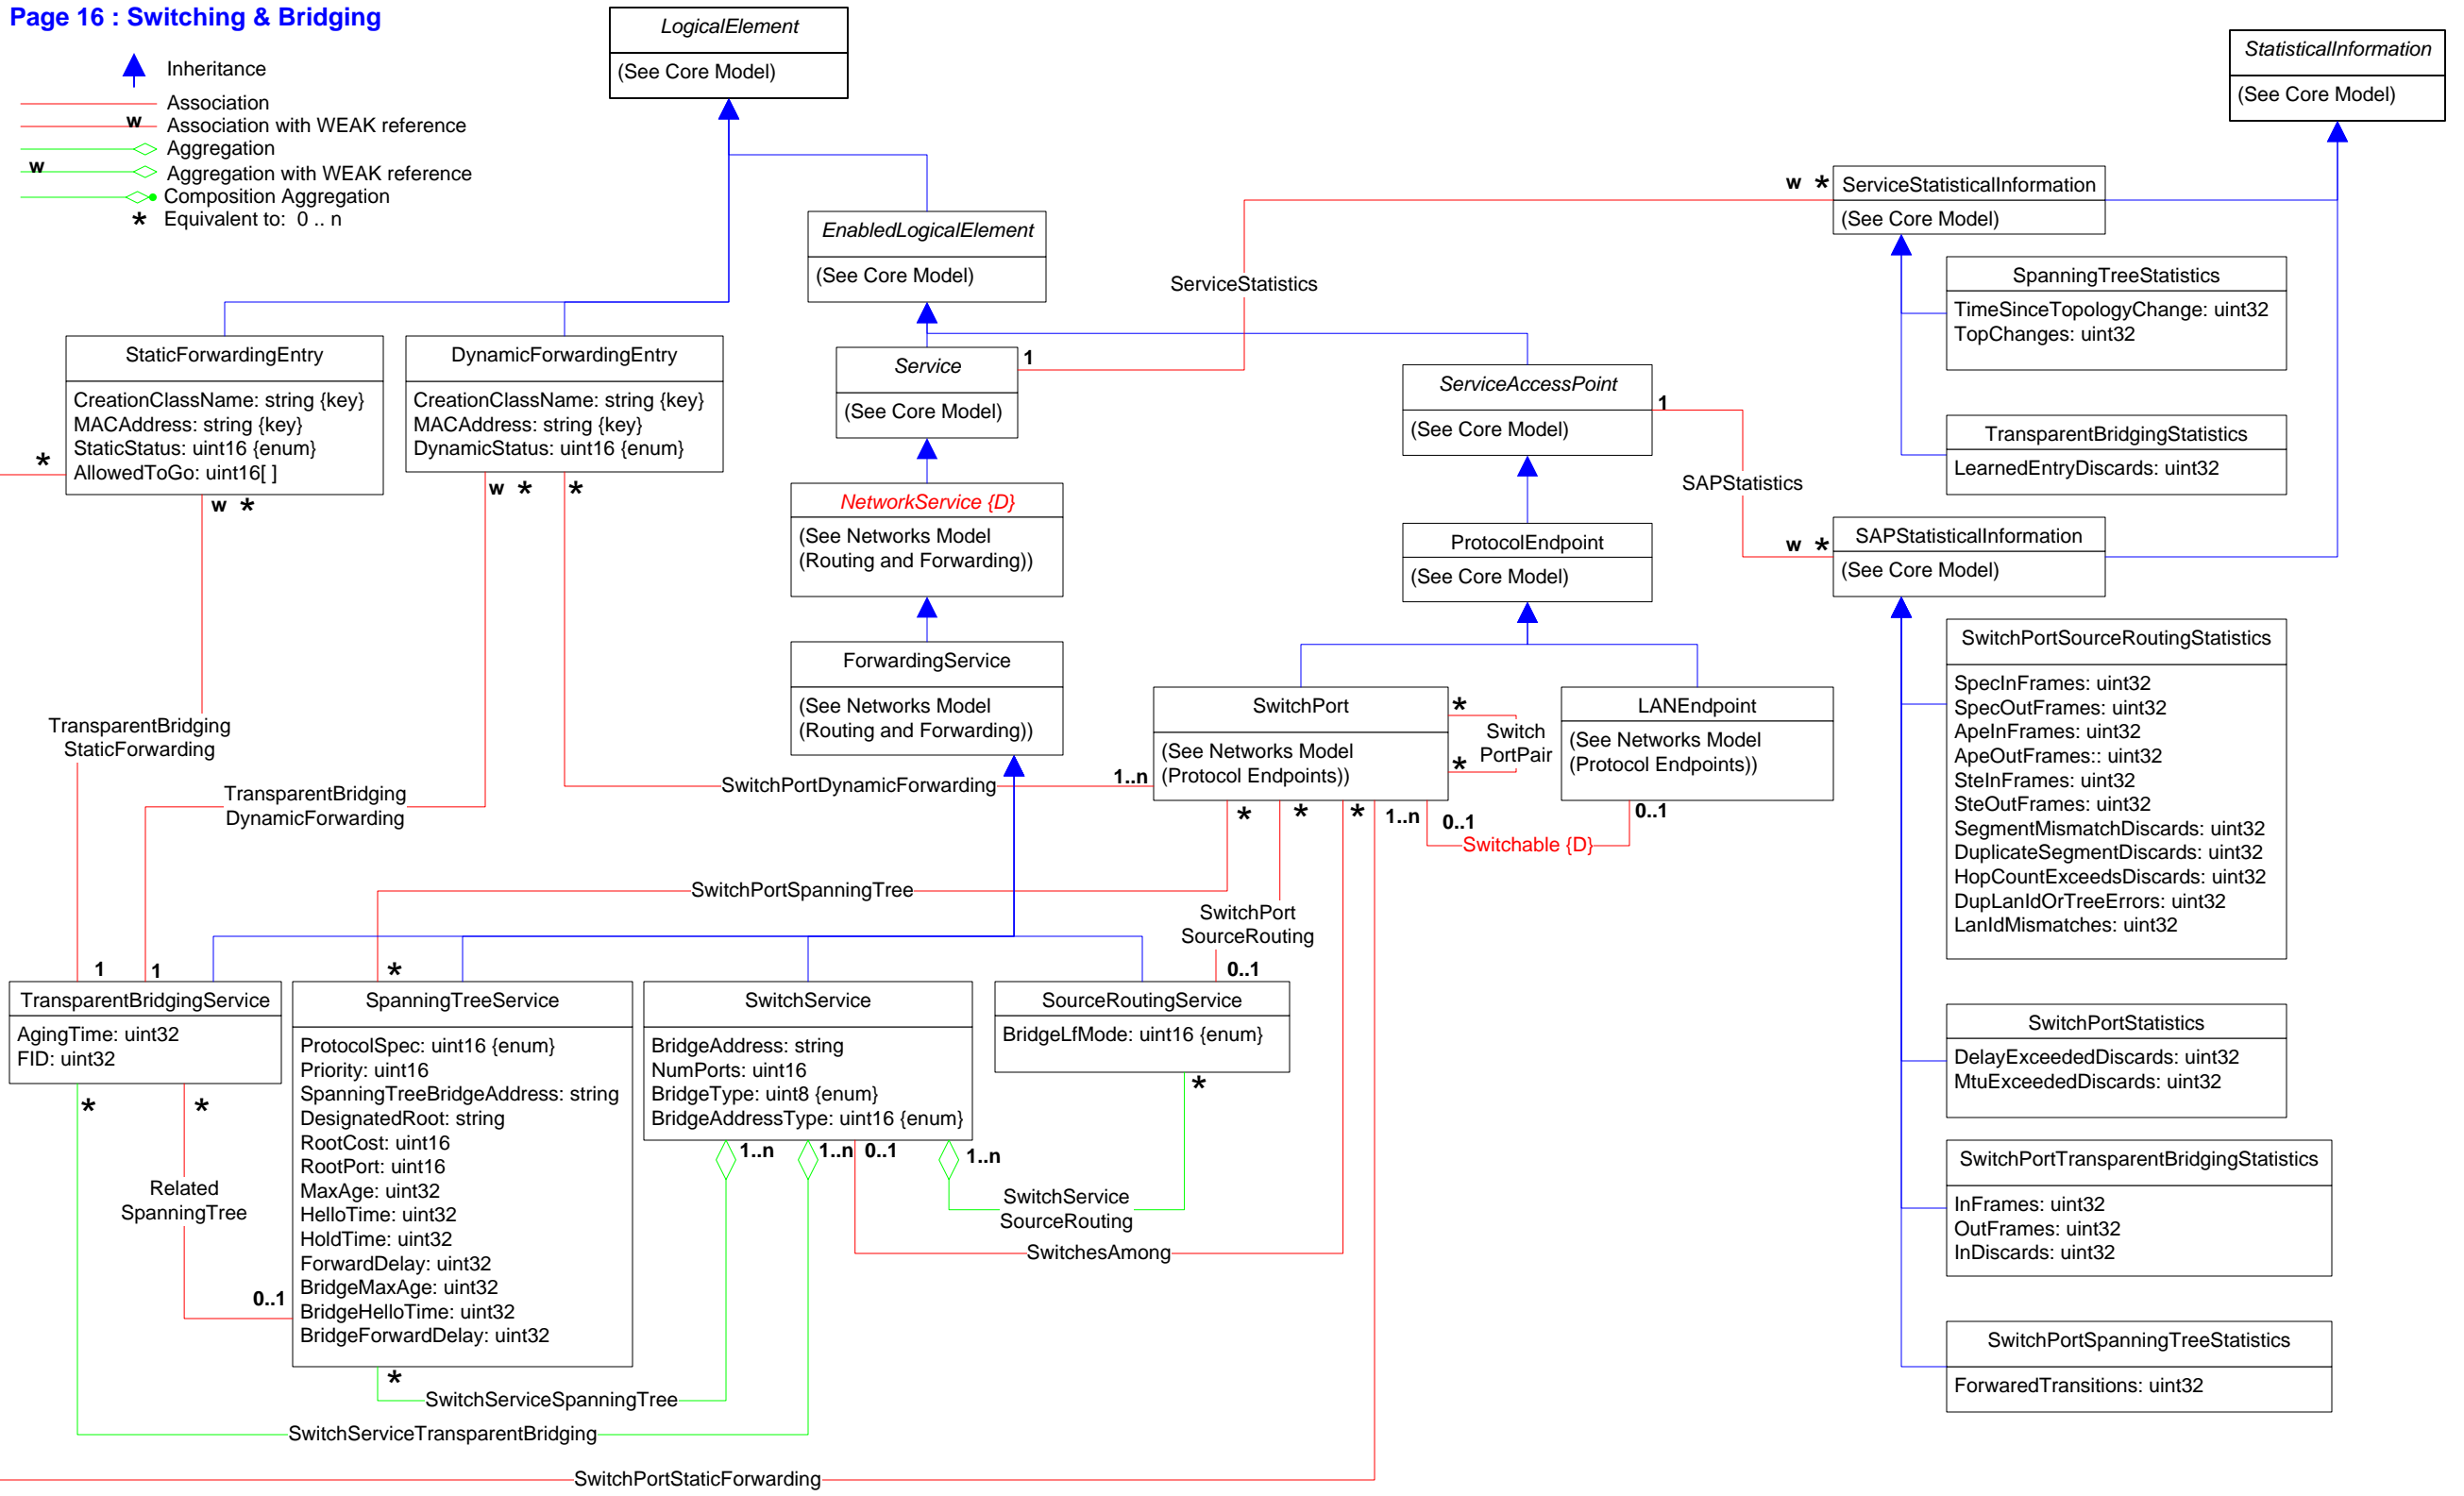 Page 16 : Switching & Bridging
Inheritance
Association
w
Association with WEAK reference
Aggregation
w
Aggregation with WEAK reference
Composition Aggregation
* Equivalent to: 0 .. n
LogicalElement
(See Core Model)
StatisticalInformation
(See Core Model)
EnabledLogicalElement
(See Core Model)
ServiceStatistics
w *
ServiceStatisticalInformation
(See Core Model)
SpanningTreeStatistics
TimeSinceTopologyChange: uint32
TopChanges: uint32
TransparentBridgingStatistics
LearnedEntryDiscards: uint32
StaticForwardingEntry
CreationClassName: string {key}
MACAddress: string {key}
StaticStatus: uint16 {enum}
AllowedToGo: uint16[ ]
*
w *
DynamicForwardingEntry
CreationClassName: string {key}
MACAddress: string {key}
DynamicStatus: uint16 {enum}
w * *
Service
(See Core Model)
1
ServiceAccessPoint
(See Core Model)
1
SAPStatistics
w *
SAPStatisticalInformation
(See Core Model)
NetworkService {D}
(See Networks Model
(Routing and Forwarding))
ProtocolEndpoint
(See Core Model)
ForwardingService
(See Networks Model
(Routing and Forwarding))
SwitchPort
(See Networks Model
(Protocol Endpoints))
*
Switch
PortPair
*
LANEndpoint
(See Networks Model
(Protocol Endpoints))
SwitchPortSourceRoutingStatistics
SpecInFrames: uint32
SpecOutFrames: uint32
ApeInFrames: uint32
ApeOutFrames:: uint32
SteInFrames: uint32
SteOutFrames: uint32
SegmentMismatchDiscards: uint32
DuplicateSegmentDiscards: uint32
HopCountExceedsDiscards: uint32
DupLanIdOrTreeErrors: uint32
LanIdMismatches: uint32
TransparentBridging
StaticForwarding
TransparentBridging
DynamicForwarding
SwitchPortDynamicForwarding
1..n
* * * 1..n 0..1
0..1
Switchable {D}
SwitchPortSpanningTree
SwitchPort
SourceRouting
1 1
*
0..1
TransparentBridgingService
AgingTime: uint32
FID: uint32
* *
SpanningTreeService
ProtocolSpec: uint16 {enum}
Priority: uint16
SpanningTreeBridgeAddress: string
DesignatedRoot: string
RootCost: uint16
RootPort: uint16
MaxAge: uint32
HelloTime: uint32
HoldTime: uint32
ForwardDelay: uint32
BridgeMaxAge: uint32
BridgeHelloTime: uint32
BridgeForwardDelay: uint32
*
SwitchService
BridgeAddress: string
NumPorts: uint16
BridgeType: uint8 {enum}
BridgeAddressType: uint16 {enum}
1..n 1..n 0..1 1..n
SourceRoutingService
BridgeLfMode: uint16 {enum}
*
Related
SpanningTree
0..1
SwitchService
SourceRouting
SwitchesAmong
SwitchServiceSpanningTree
SwitchServiceTransparentBridging
SwitchPortStaticForwarding
SwitchPortStatistics
DelayExceededDiscards: uint32
MtuExceededDiscards: uint32
SwitchPortTransparentBridgingStatistics
InFrames: uint32
OutFrames: uint32
InDiscards: uint32
SwitchPortSpanningTreeStatistics
ForwaredTransitions: uint32